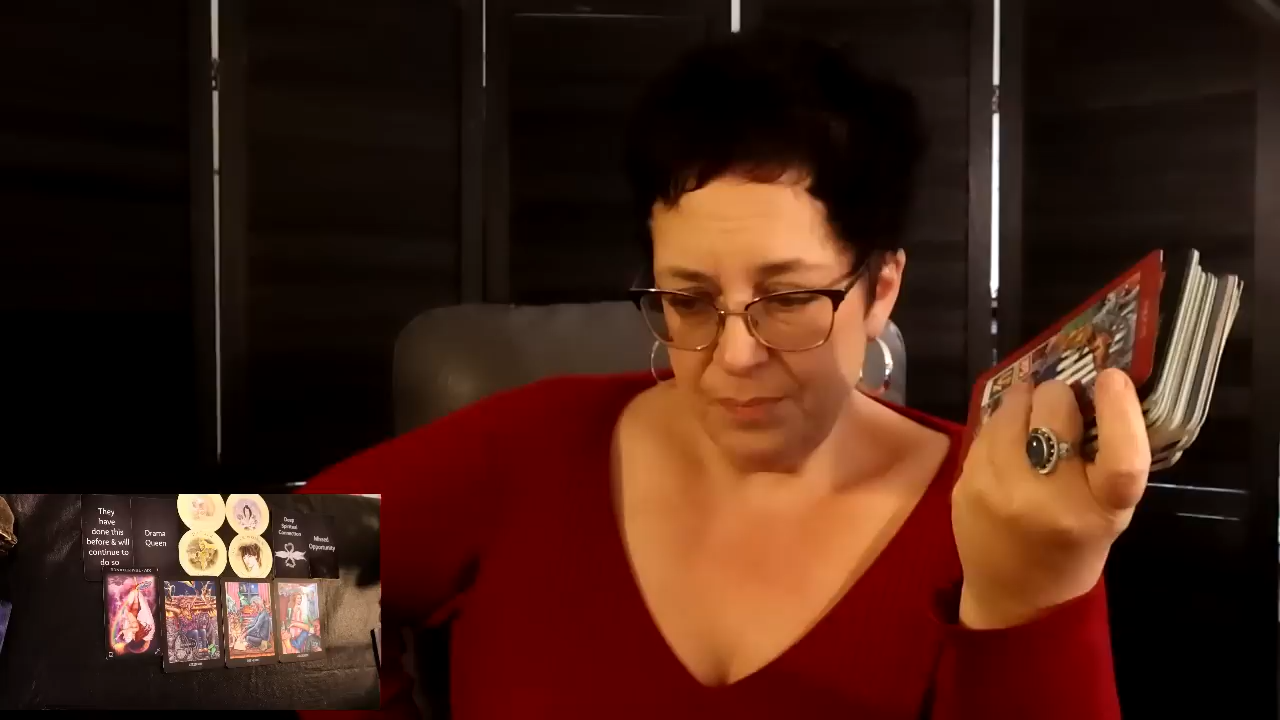 They
have
done this
before & will
continue to
do so
Drama
Queen
Deep
Spiritual
Connection
Missed
Opportunity